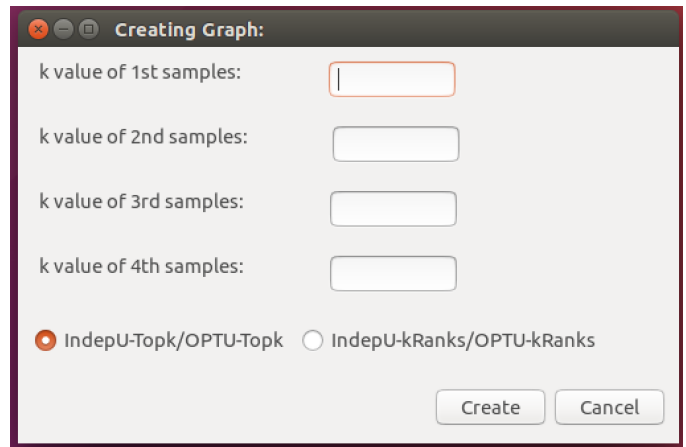 Creating Graph:
k value of 1st samples:
k value of 2nd samples:
k value of 3rd samples:
k value of 4th samples:
IndepU-Topk/OPTU-Topk IndepU-kRanks/OPTU-kRanks
Create Cancel